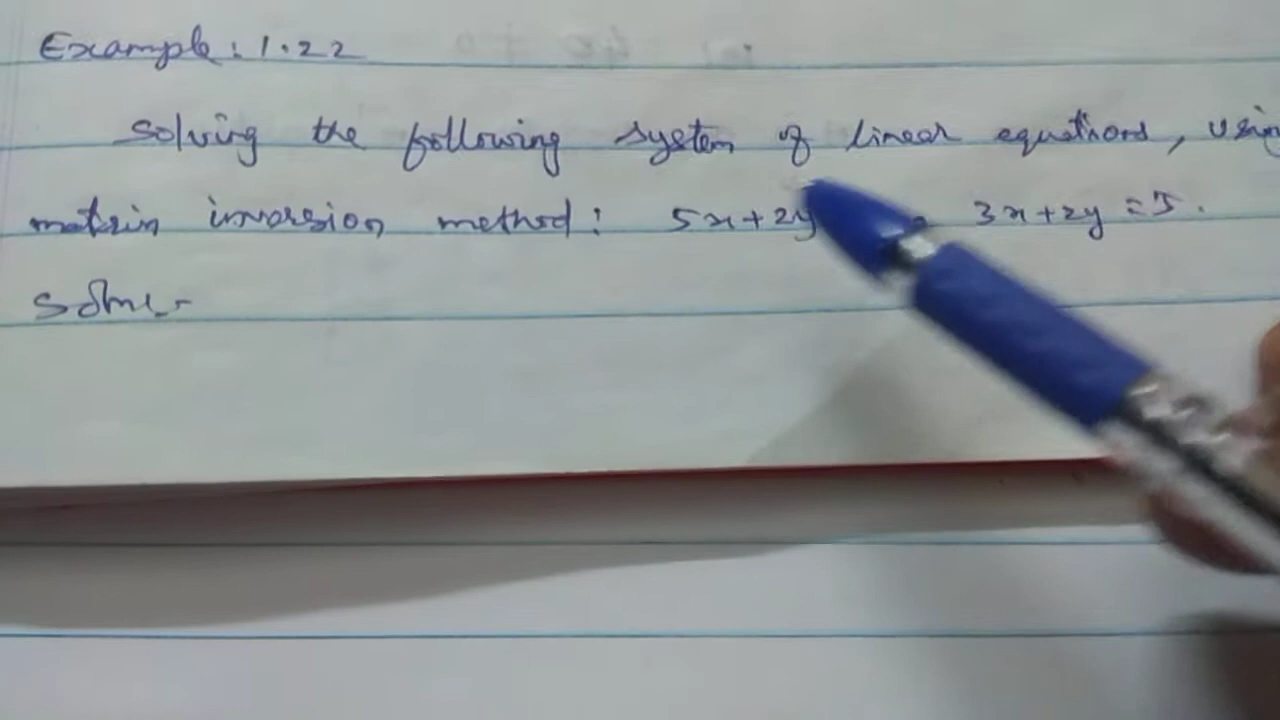 Example: 1.22
Solving the following system of linear equations, using
matrix inversion method: 5x+2y 3x+2y = 5.
Soln:-